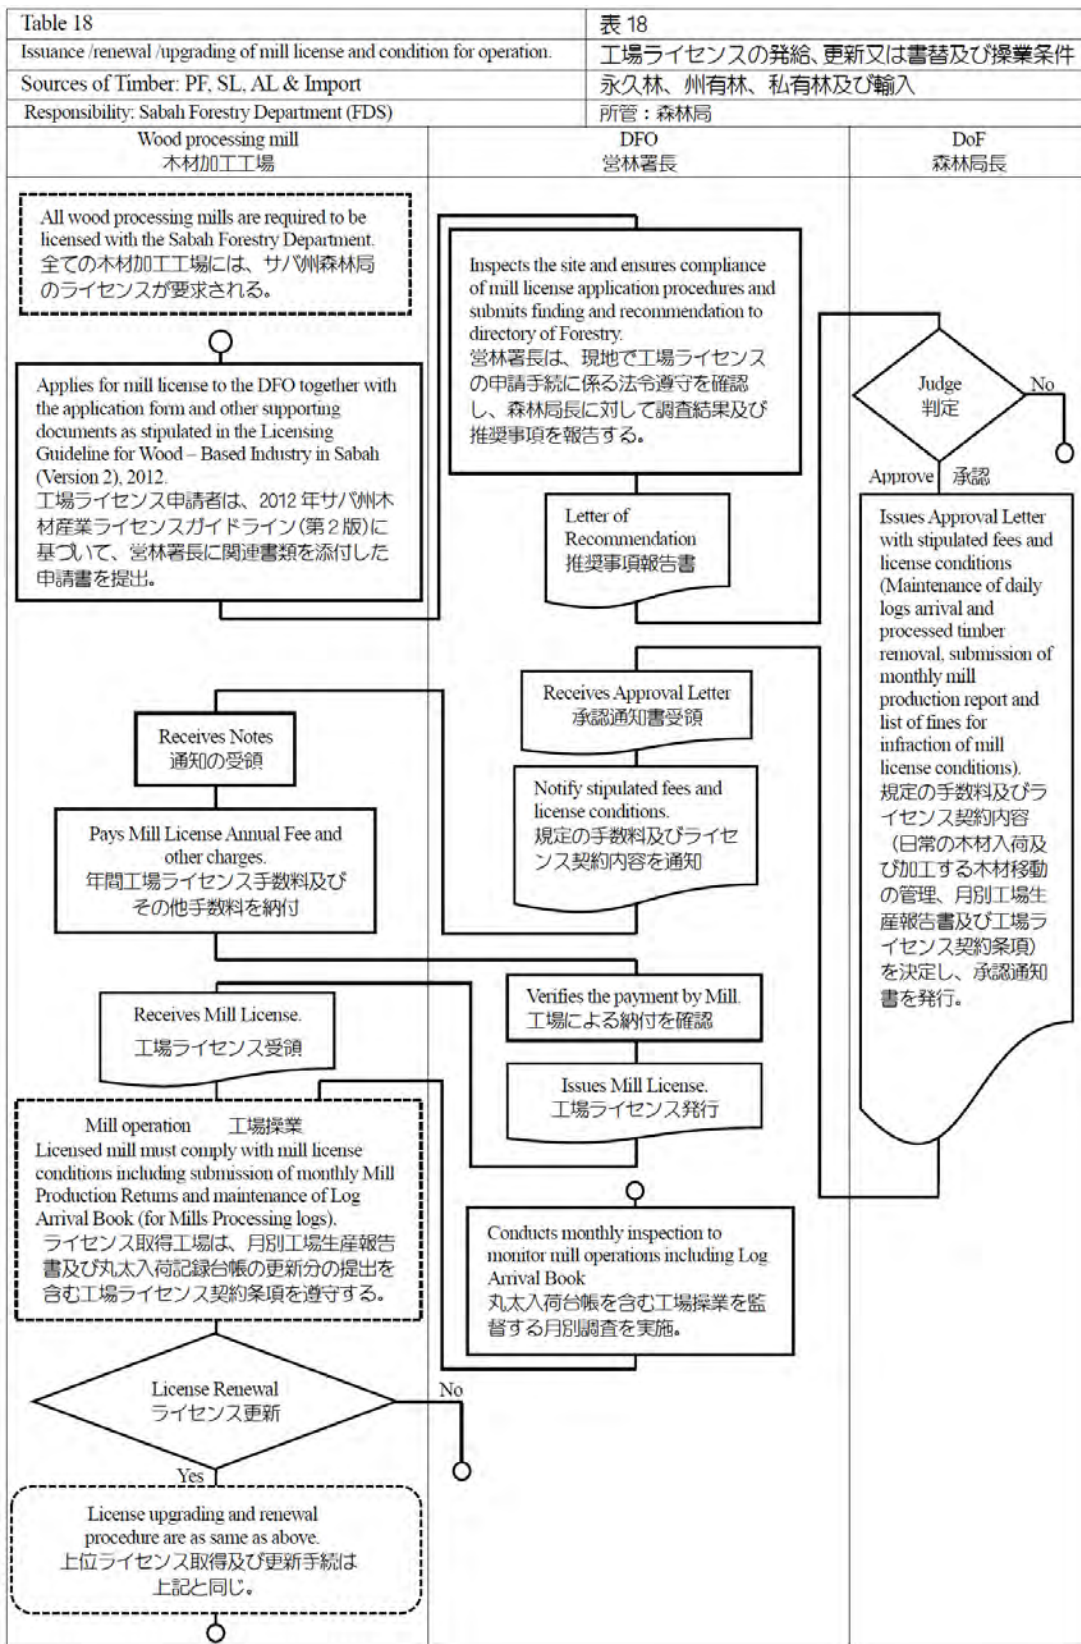 Table 18
表 18
Issuance /renewal /upgrading of mill license and condition for operation.
工場ライセンスの発給、更新又は書替及び操業条件
Sources of Timber: PF, SL, AL & Import
永久林、州有林、私有林及び輸入
Responsibility: Sabah Forestry Department (FDS)
所管：森林局
Wood processing mill
木材加工工場
DFO
営林署長
DoF
森林局長
All wood processing mills are required to be
licensed with the Sabah Forestry Department.
全ての木材加工工場には、サバ州森林局
のライセンスが要求される。
Applies for mill license to the DFO together with
the application form and other supporting
documents as stipulated in the Licensing
Guideline for Wood – Based Industry in Sabah
(Version 2), 2012.
工場ライセンス申請者は、2012 年サバ州木
材産業ライセンスガイドライン(第２版)に
基づいて、営林署長に関連書類を添付した
申請書を提出。
Inspects the site and ensures compliance
of mill license application procedures and
submits finding and recommendation to
directory of Forestry.
営林署長は、現地で工場ライセンス
の申請手続に係る法令遵守を確認
し、森林局長に対して調査結果及び
推奨事項を報告する。
Letter of
Recommendation
推奨事項報告書
Judge
判定
No
Approve 承認
Issues Approval Letter
with stipulated fees and
license conditions
(Maintenance of daily
logs arrival and
processed timber
removal, submission of
monthly mill
production report and
list of fines for
infraction of mill
license conditions).
規定の手数料及びラ
イセンス契約内容
（日常の木材入荷及
び加工する木材移動
の管理、月別工場生
産報告書及び工場ラ
イセンス契約条項）
を決定し、承認通知
書を発行。
Receives Approval Letter
承認通知書受領
Notify stipulated fees and
license conditions.
規定の手数料及びライセ
ンス契約内容を通知
Receives Notes
通知の受領
Pays Mill License Annual Fee and
other charges.
年間工場ライセンス手数料及び
その他手数料を納付
Verifies the payment by Mill.
工場による納付を確認
Issues Mill License.
工場ライセンス発行
Receives Mill License.
工場ライセンス受領
Mill operation 工場操業
Licensed mill must comply with mill license
conditions including submission of monthly Mill
Production Returns and maintenance of Log
Arrival Book (for Mills Processing logs).
ライセンス取得工場は、月別工場生産報告
書及び丸太入荷記録台帳の更新分の提出を
含む工場ライセンス契約条項を遵守する。
Conducts monthly inspection to
monitor mill operations including Log
Arrival Book
丸太入荷台帳を含む工場操業を監
督する月別調査を実施。
License Renewal
ライセンス更新
No
Yes
License upgrading and renewal
procedure are as same as above.
上位ライセンス取得及び更新手続は
上記と同じ。